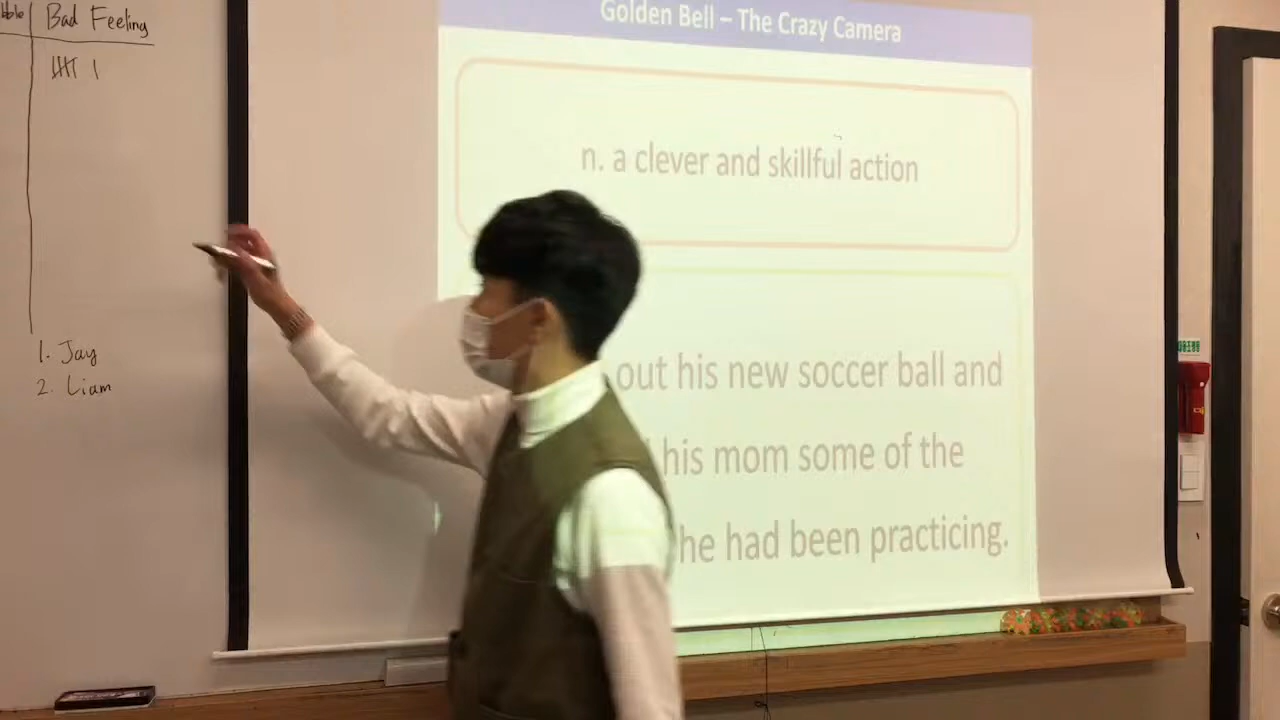 Bad Feeling
1. Jay
2. Liam
Golden Bell – The Crazy Camera
n. a clever and skillful action
out his new soccer ball and
his mom some of the
he had been practicing.